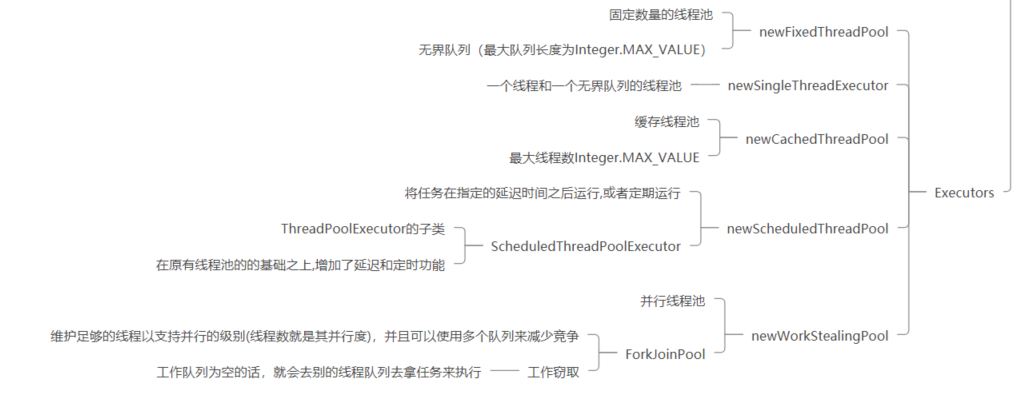 固定数量的线程池
newFixedThreadPool
无界队列（最大队列长度为Integer.MAX_VALUE）
一个线程和一个无界队列的线程池
newSingleThreadExecutor
缓存线程池
newCachedThreadPool
最大线程数Integer.MAX_VALUE
Executors
将任务在指定的延迟时间之后运行,或者定期运行
newScheduledThreadPool
ThreadPoolExecutor的子类
ScheduledThreadPoolExecutor
在原有线程池的的基础之上,增加了延迟和定时功能
并行线程池
newWorkStealingPool
维护足够的线程以支持并行的级别(线程数就是其并行度)，并且可以使用多个队列来减少竞争
ForkJoinPool
工作队列为空的话，就会去别的线程队列去拿任务来执行
工作窃取